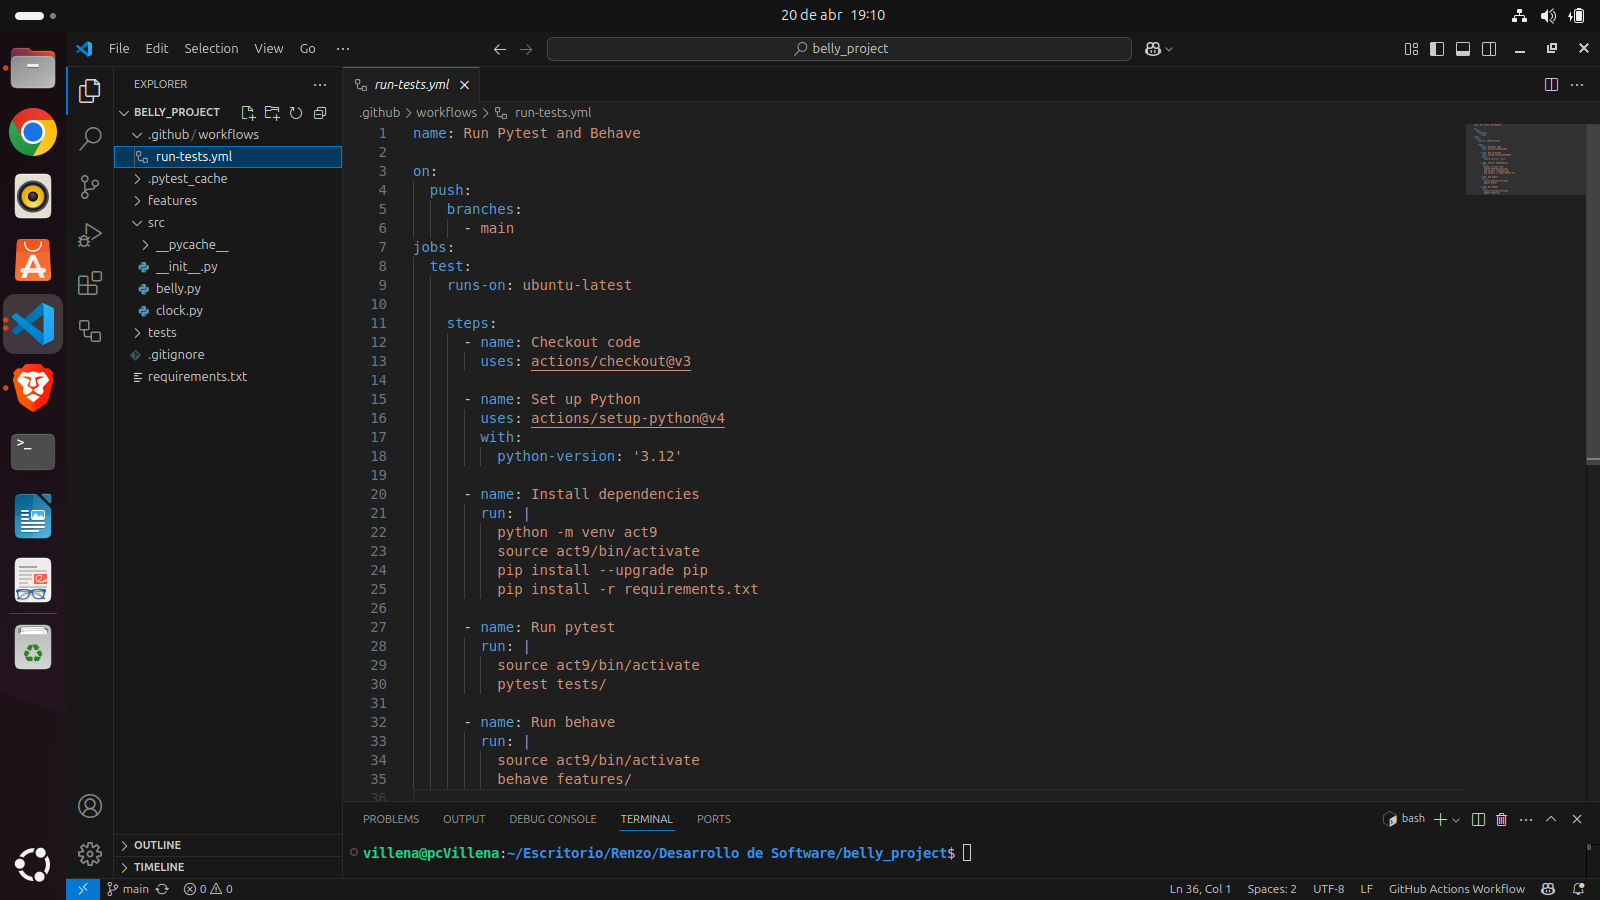 20 de abr 19:10
File Edit Selection View Go ···
belly_project
EXPLORER
run-tests.yml
BELLY_PROJECT
.github > workflows > run-tests.yml
.github / workflows
run-tests.yml
.pytest_cache
features
src
__pycache__
__init__.py
belly.py
clock.py
tests
.gitignore
requirements.txt
OUTLINE
TIMELINE
1 name: Run Pytest and Behave
2
3 on:
4 push:
5 branches:
6 - main
7 jobs:
8 test:
9 runs-on: ubuntu-latest
10
11 steps:
12 - name: Checkout code
13 uses: actions/checkout@v3
14
15 - name: Set up Python
16 uses: actions/setup-python@v4
17 with:
18 python-version: '3.12'
19
20 - name: Install dependencies
21 run: |
22 python -m venv act9
23 source act9/bin/activate
24 pip install --upgrade pip
25 pip install -r requirements.txt
26
27 - name: Run pytest
28 run: |
29 source act9/bin/activate
30 pytest tests/
31
32 - name: Run behave
33 run: |
34 source act9/bin/activate
35 behave features/
36
PROBLEMS OUTPUT DEBUG CONSOLE TERMINAL PORTS
bash
villena@pcVillena:~/Escritorio/Renzo/Desarrollo de Software/belly_project$
main 0 0
Ln 36, Col 1 Spaces: 2 UTF-8 LF GitHub Actions Workflow